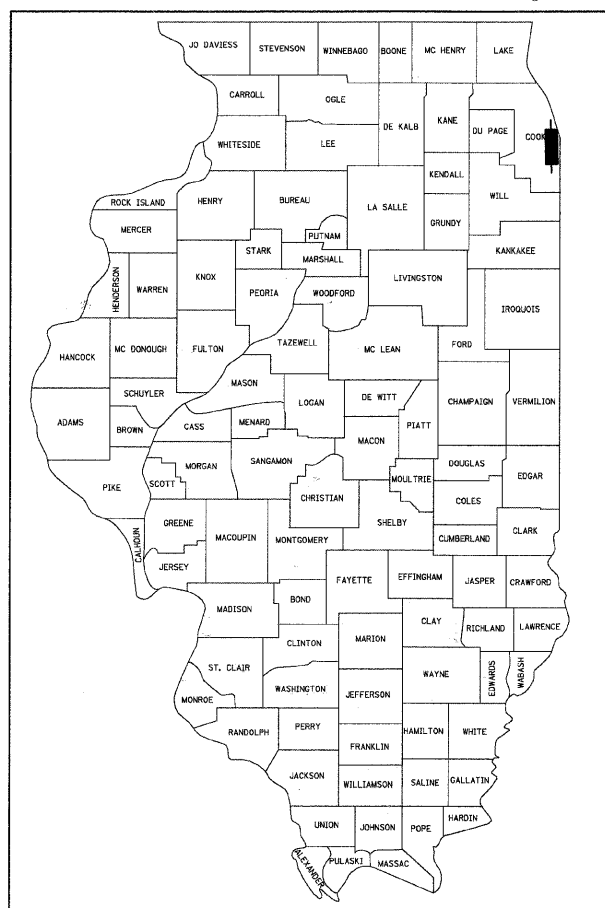 JO DAVIESS
STEVENSON
WINNEBAGO
BOONE
MC HENRY
LAKE
CARROLL
OGLE
DE KALB
KANE
DU PAGE
COOK
WHITESIDE
LEE
KENDALL
WILL
ROCK ISLAND
HENRY
BUREAU
LA SALLE
GRUNDY
MERCER
PUTNAM
KANKAKEE
STARK
MARSHALL
HENDERSON
WARREN
KNOX
PEORIA
WOODFORD
LIVINGSTON
IROQUOIS
HANCOCK
MC DONOUGH
FULTON
TAZEWELL
MC LEAN
FORD
SCHUYLER
MASON
LOGAN
DE WITT
CHAMPAIGN
VERMILION
ADAMS
BROWN
CASS
MENARD
MACON
PIATT
PIKE
SCOTT
MORGAN
SANGAMON
CHRISTIAN
MOULTRIE
DOUGLAS
EDGAR
COLES
CALHOUN
GREENE
MACOUPIN
MONTGOMERY
SHELBY
CUMBERLAND
CLARK
JERSEY
FAYETTE
EFFINGHAM
JASPER
CRAWFORD
MADISON
BOND
CLAY
RICHLAND
LAWRENCE
CLINTON
MARION
ST. CLAIR
WAYNE
EDWARDS
WABASH
MONROE
WASHINGTON
JEFFERSON
RANDOLPH
PERRY
HAMILTON
WHITE
FRANKLIN
JACKSON
WILLIAMSON
SALINE
GALLATIN
UNION
JOHNSON
POPE
HARDIN
ALEXANDER
PULASKI
MASSAC